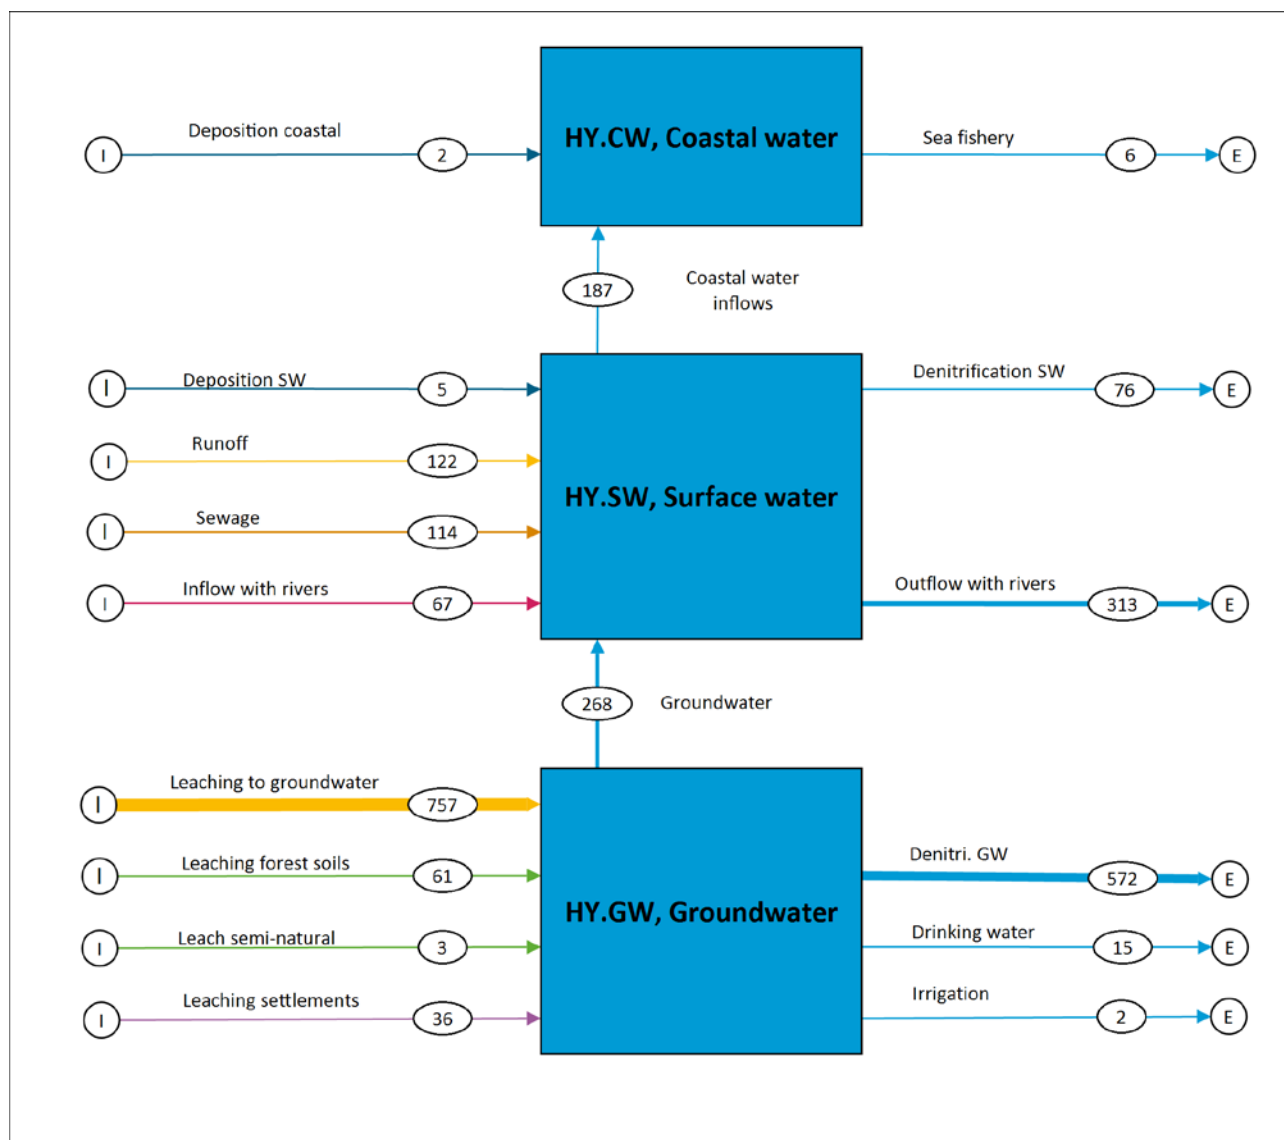 Deposition coastal
I
2
HY.CW, Coastal water
Sea fishery
6
E
187
Coastal water
inflows
Deposition SW
I
5
Denitrification SW
76
E
Runoff
I
122
HY.SW, Surface water
Sewage
I
114
Inflow with rivers
I
67
Outflow with rivers
313
E
268
Groundwater
Leaching to groundwater
I
757
Leaching forest soils
I
61
Denitri. GW
572
E
HY.GW, Groundwater
Leach semi-natural
I
3
Drinking water
15
E
Leaching settlements
I
36
Irrigation
2
E